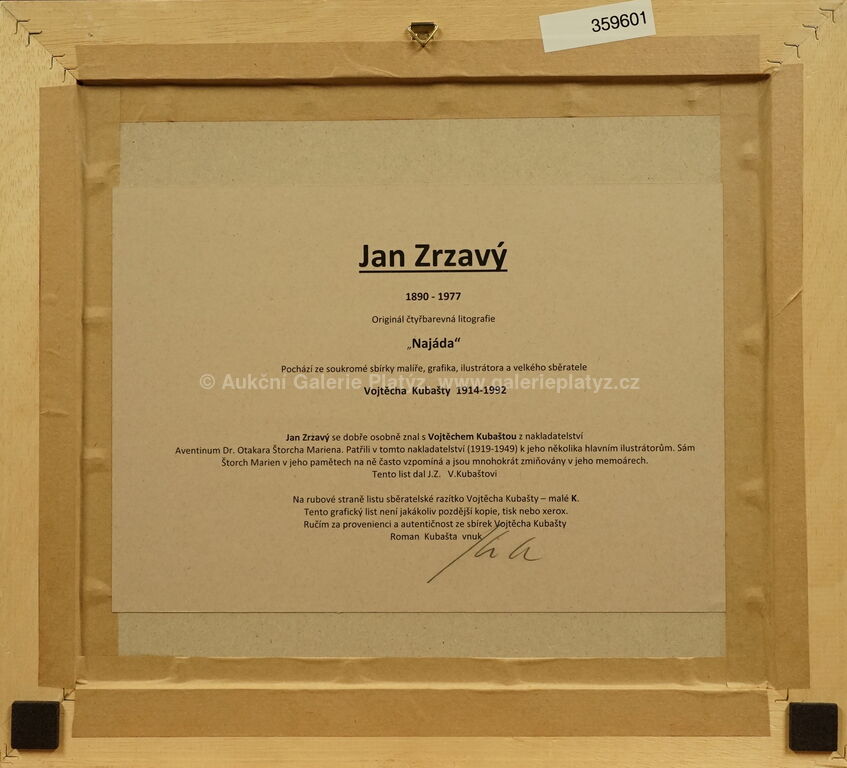 359601
Jan Zrzavý
1890 - 1977
Originál čtyřbarevná litografie
„Najáda“
Pochází ze soukromé sbírky malíře, grafika, ilustrátora a velkého sběratele
© Aukční Galerie Platýz, www.galerieplatyz.cz
Vojtěcha Kubašty 1914-1992
Jan Zrzavý se dobře osobně znal s Vojtěchem Kubaštou z nakladatelství
Aventinum Dr. Otakara Štorcha Mariena. Patřili v tomto nakladatelství (1919-1949) k jeho několika hlavním ilustrátorům. Sám
Štorch Marien v jeho pamětech na ně často vzpomíná a jsou mnohokrát zmiňovány v jeho memoárech.
Tento list dal J.Z. V.Kubaštovi
Na rubové straně listu sběratelské razítko Vojtěcha Kubašty – malé K.
Tento grafický list není jakákoliv pozdější kopie, tisk nebo xerox.
Ručím za provenienci a autentičnost ze sbírek Vojtěcha Kubašty
Roman Kubašta vnuk